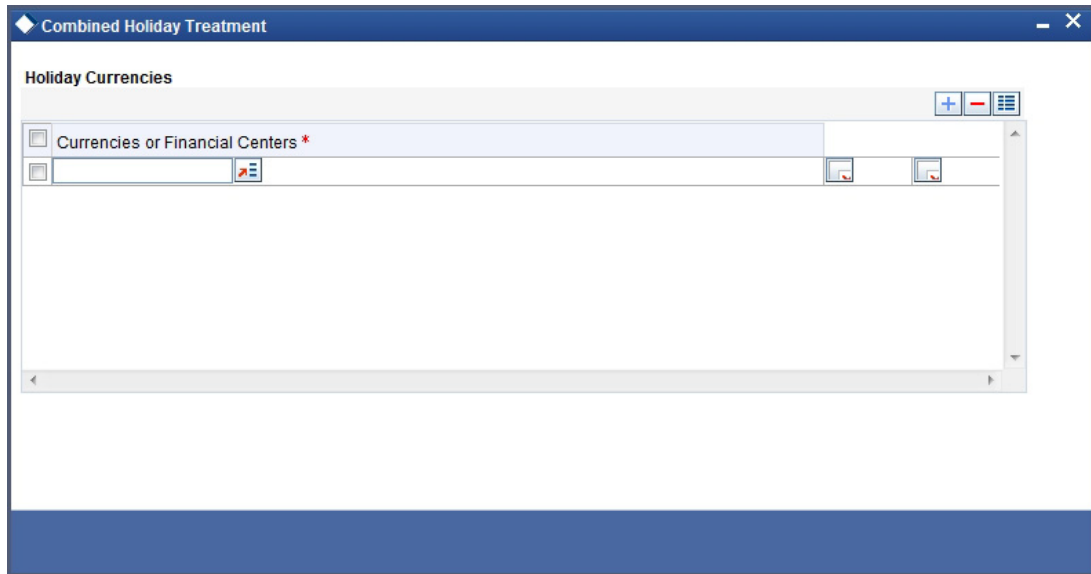 Combined Holiday Treatment
Holiday Currencies
Currencies or Financial Centers *